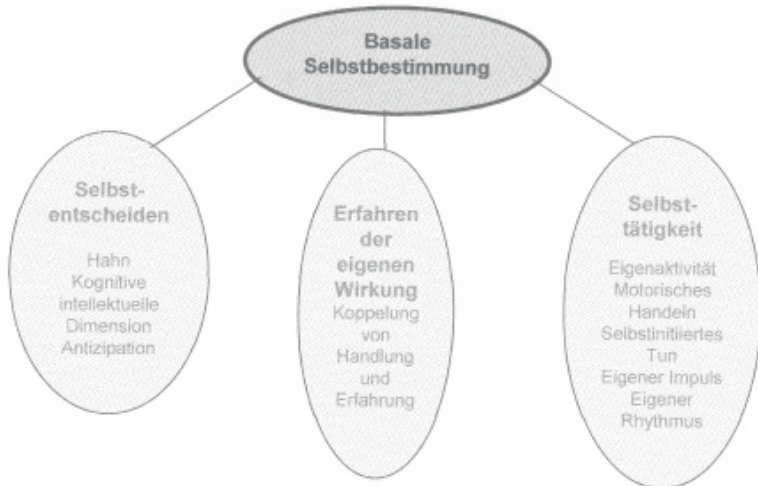 Basale
Selbstbestimmung
Selbst-
entscheiden
Hahn
Kognitive
intellektuelle
Dimension
Antizipation
Erfahren
der
eigenen
Wirkung
Koppelung
von
Handlung
und
Erfahrung
Selbst-
tätigkeit
Eigenaktivität
Motorisches
Handeln
Selbstinitiiertes
Tun
Eigener Impuls
Eigener
Rhythmus